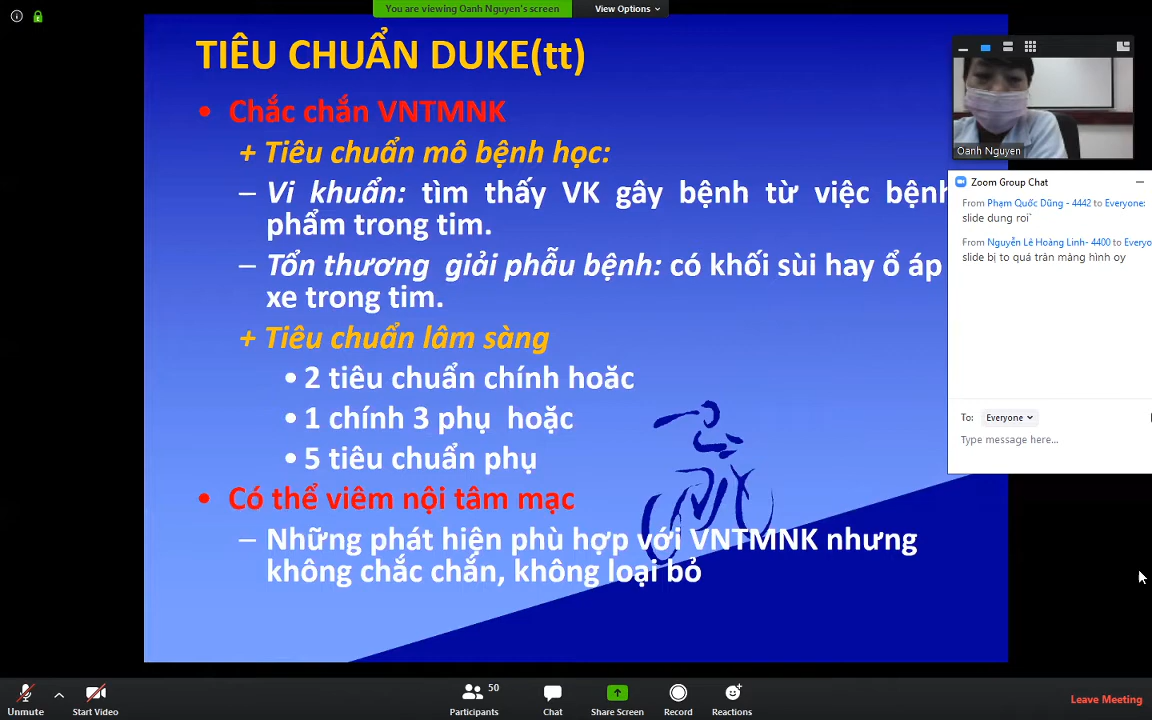 You are viewing Oanh Nguyen's screen
View Options
TIÊU CHUẨN DUKE(tt)
• Chắc chắn VNTMNK
+ Tiêu chuẩn mô bệnh học:
– Vi khuẩn: tìm thấy VK gây bệnh từ việc bệnh
phẩm trong tim.
– Tổn thương giải phẫu bệnh: có khối sùi hay ổ áp
xe trong tim.
+ Tiêu chuẩn lâm sàng
• 2 tiêu chuẩn chính hoặc
• 1 chính 3 phụ hoặc
• 5 tiêu chuẩn phụ
• Có thể viêm nội tâm mạc
– Những phát hiện phù hợp với VNTMNK nhưng
không chắc chắn, không loại bỏ
Oanh Nguyen
Zoom Group Chat
From Phạm Quốc Dũng - 4442 to Everyone:
slide dung roi`
From Nguyễn Lê Hoàng Linh- 4400 to Everyo
slide bị to quá tràn màng hình oy
To: Everyone
Type message here...
Unmute
Start Video
50
Participants
Chat
Share Screen
Record
Reactions
Leave Meeting